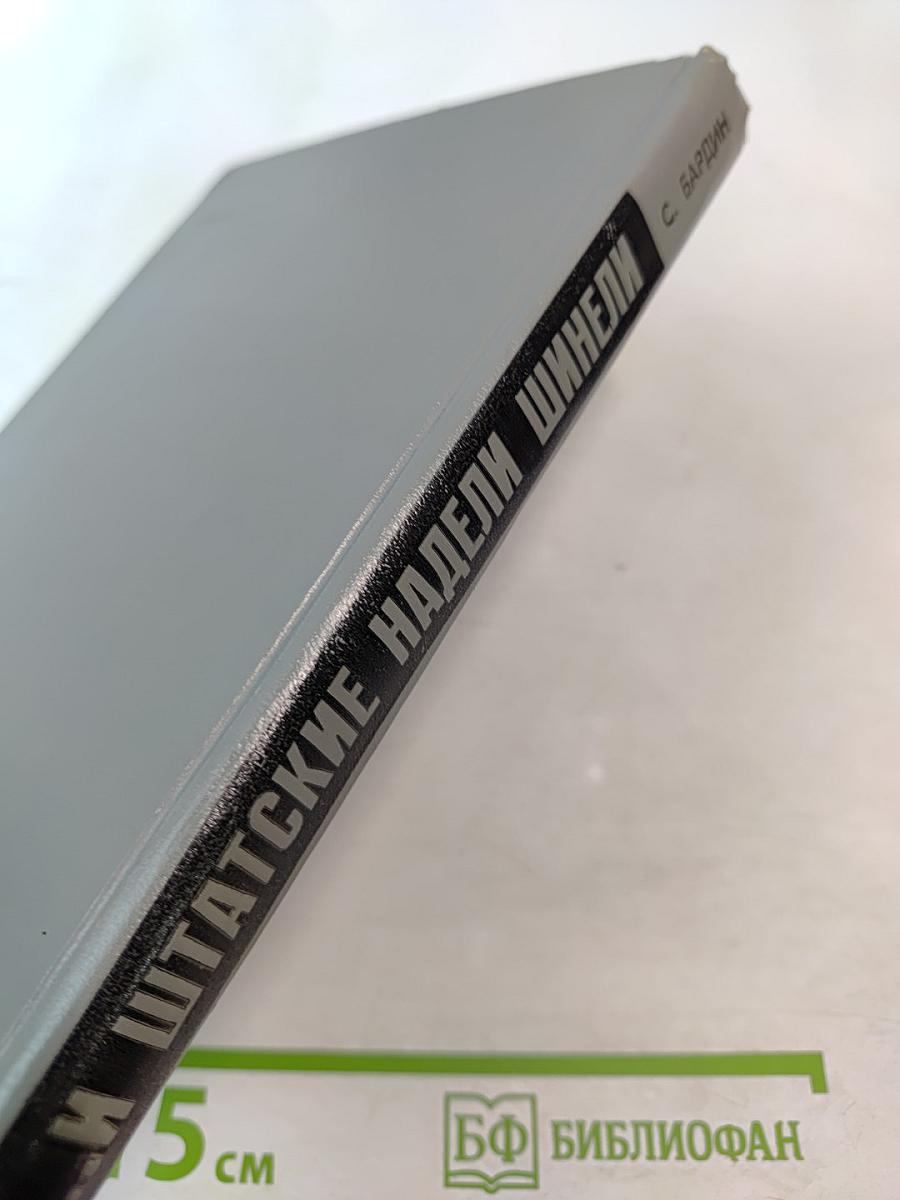 С. БАРДИН
И ШТАТСКИЕ НАДЕЛИ ШИНЕЛИ
5 см
БФ БИБЛИОФАН